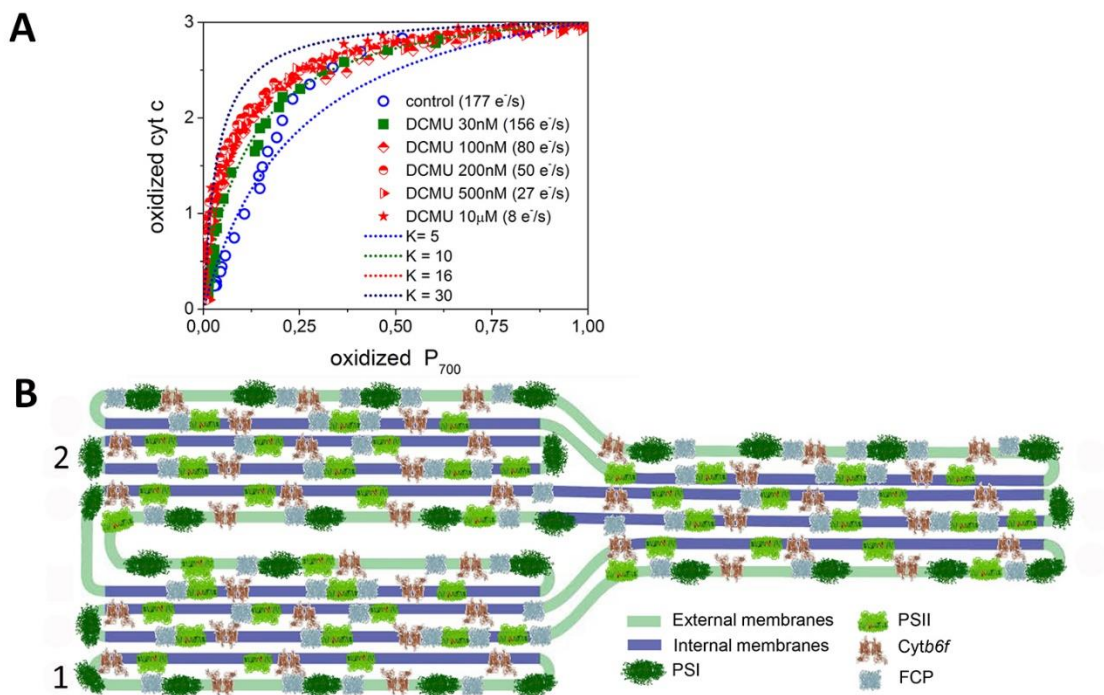 A
3
2
1
0
oxidized cyt c
control (177 e⁻/s)
DCMU 30nM (156 e⁻/s)
DCMU 100nM (80 e⁻/s)
DCMU 200nM (50 e⁻/s)
DCMU 500nM (27 e⁻/s)
DCMU 10μM (8 e⁻/s)
K= 5
K = 10
K = 16
K = 30
0,00 0,25 0,50 0,75 1,00
oxidized P₇₀₀
B
2
1
External membranes
Internal membranes
PSI
PSII
Cytb6f
FCP